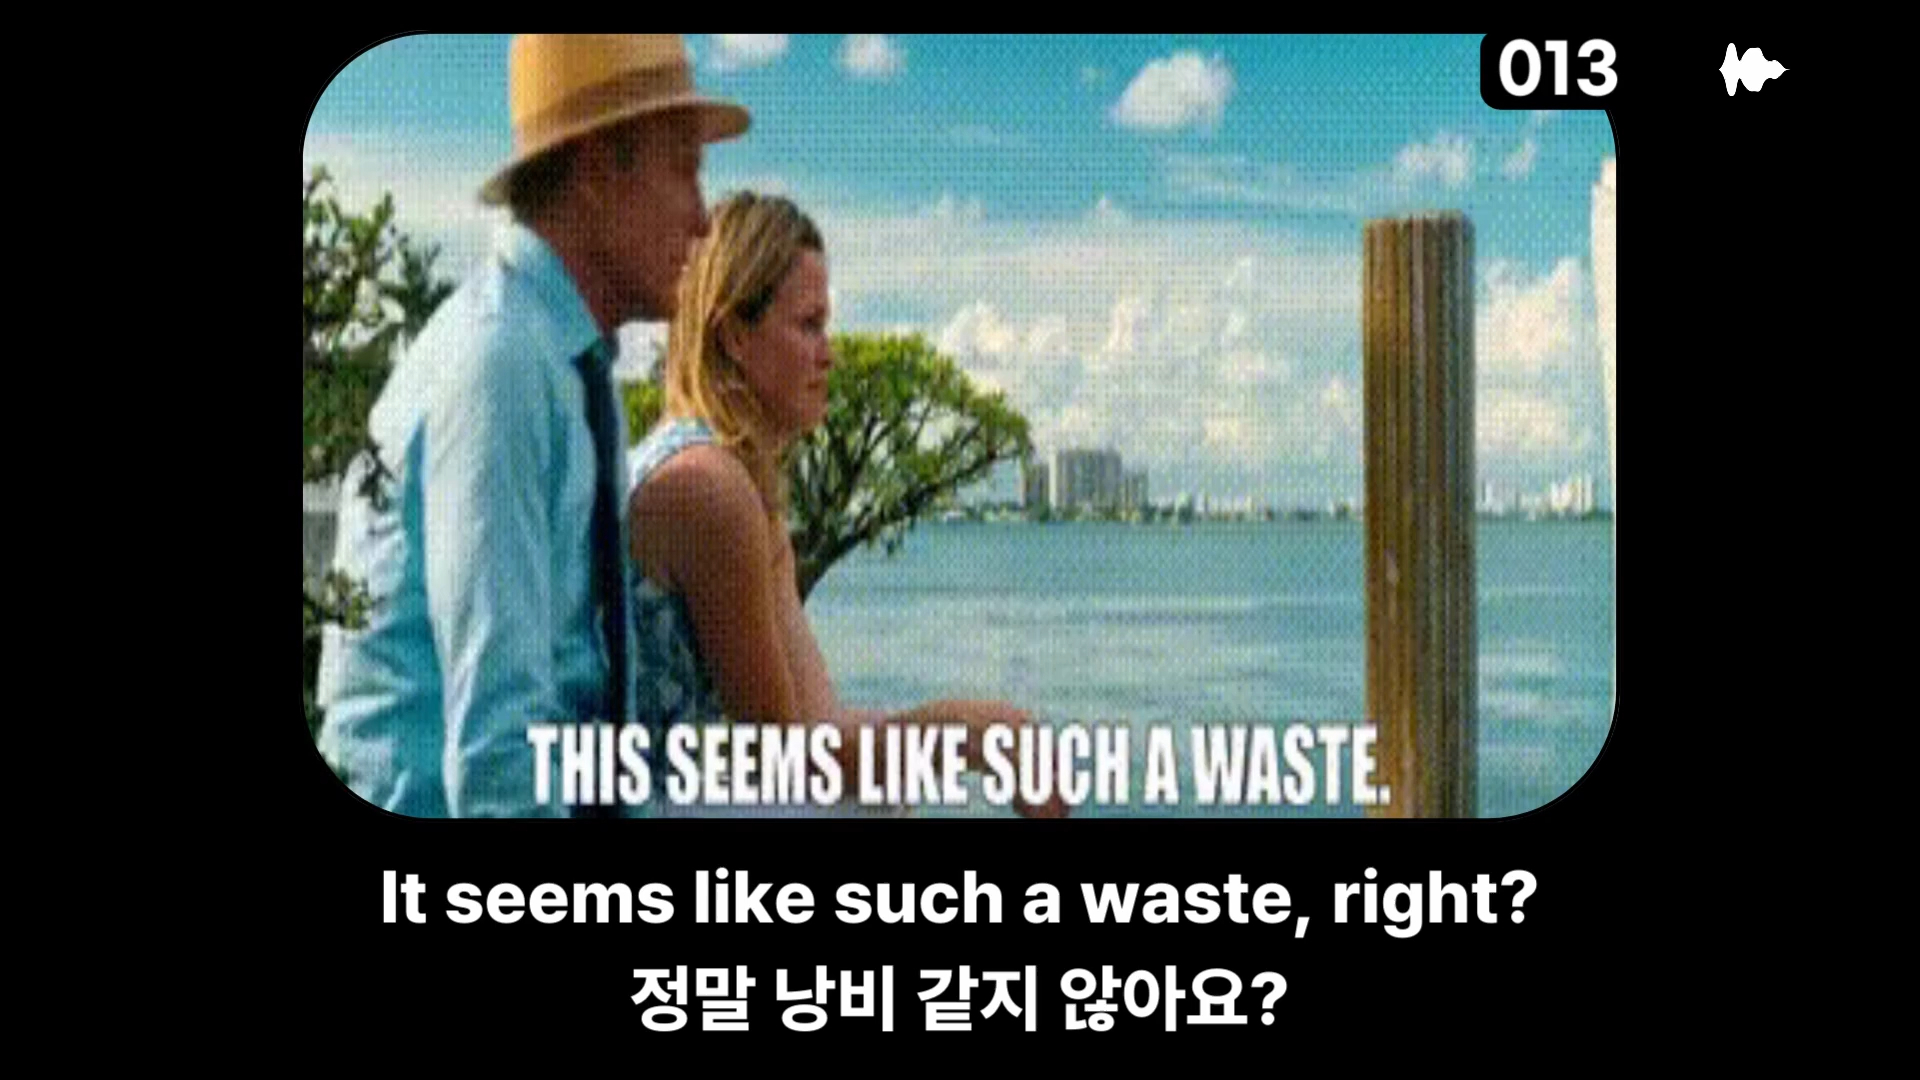 013
THIS SEEMS LIKE SUCH A WASTE.
It seems like such a waste, right?
정말 낭비 같지 않아요?